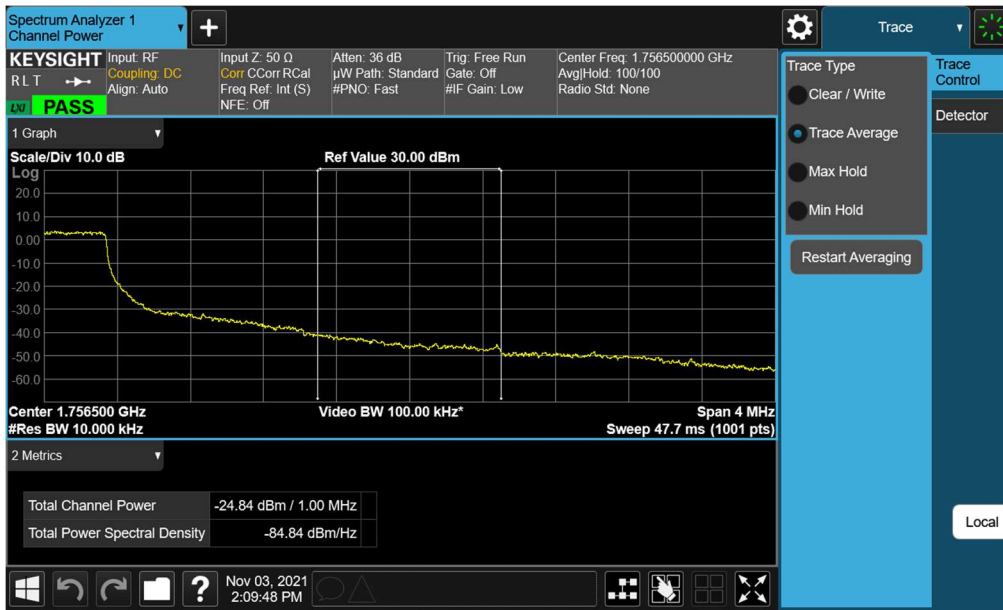 Spectrum Analyzer 1
Channel Power
Trace
KEYSIGHT
R L T
LXI
PASS
Input: RF
Coupling: DC
Align: Auto
Input Z: 50 Ω
Corr CCorr RCal
Freq Ref: Int (S)
NFE: Off
Atten: 36 dB
µW Path: Standard
#PNO: Fast
Trig: Free Run
Gate: Off
#IF Gain: Low
Center Freq: 1.756500000 GHz
Avg|Hold: 100/100
Radio Std: None
Trace Type
Clear / Write
Trace Average
Max Hold
Min Hold
Restart Averaging
Trace
Control
Detector
Local
1 Graph
Scale/Div 10.0 dB
Ref Value 30.00 dBm
Log
20.0
10.0
0.00
-10.0
-20.0
-30.0
-40.0
-50.0
-60.0
Center 1.756500 GHz
Video BW 100.00 kHz*
Span 4 MHz
#Res BW 10.000 kHz
Sweep 47.7 ms (1001 pts)
2 Metrics
Total Channel Power -24.84 dBm / 1.00 MHz
Total Power Spectral Density -84.84 dBm/Hz
?
Nov 03, 2021
2:09:48 PM